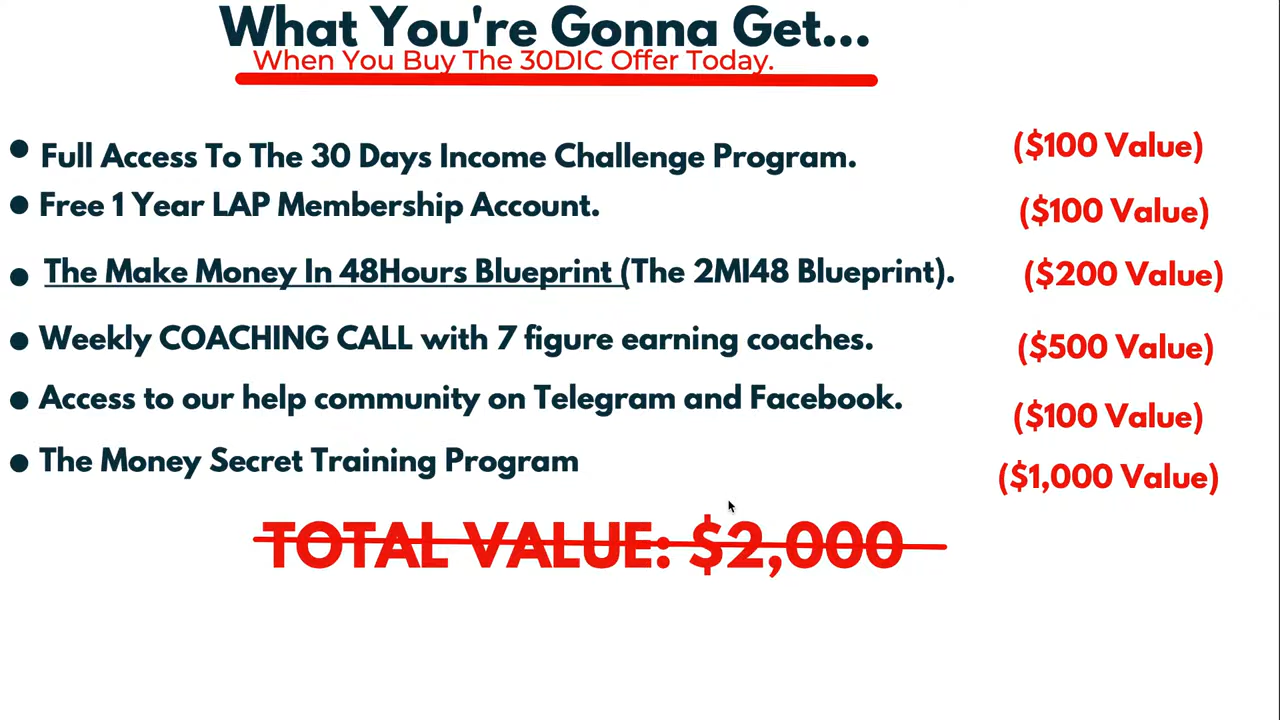 What You're Gonna Get...
When You Buy The 30DIC Offer Today.
Full Access To The 30 Days Income Challenge Program. ($100 Value)
Free 1 Year LAP Membership Account. ($100 Value)
The Make Money In 48Hours Blueprint (The 2MI48 Blueprint). ($200 Value)
Weekly COACHING CALL with 7 figure earning coaches. ($500 Value)
Access to our help community on Telegram and Facebook. ($100 Value)
The Money Secret Training Program ($1,000 Value)
TOTAL VALUE: $2,000